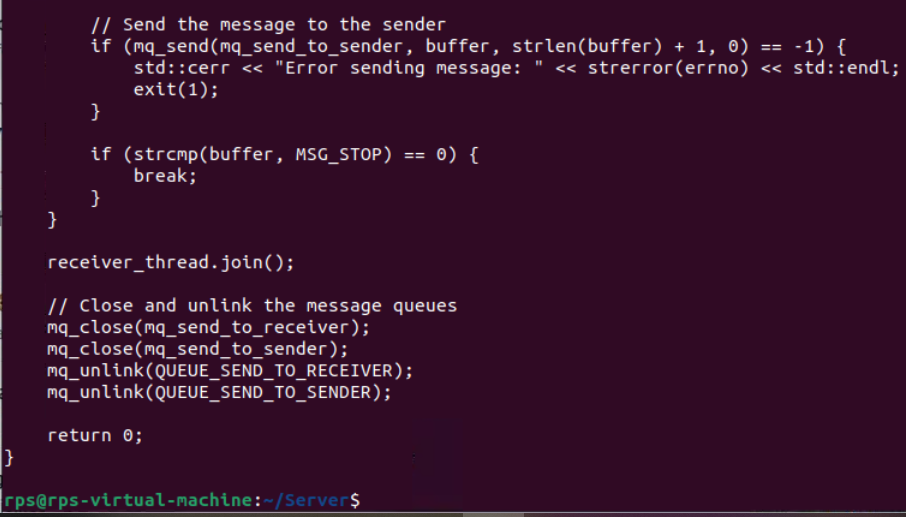 // Send the message to the sender
        if (mq_send(mq_send_to_sender, buffer, strlen(buffer) + 1, 0) == -1) {
            std::cerr << "Error sending message: " << strerror(errno) << std::endl;
            exit(1);
        }

        if (strcmp(buffer, MSG_STOP) == 0) {
            break;
        }
    }

    receiver_thread.join();

    // Close and unlink the message queues
    mq_close(mq_send_to_receiver);
    mq_close(mq_send_to_sender);
    mq_unlink(QUEUE_SEND_TO_RECEIVER);
    mq_unlink(QUEUE_SEND_TO_SENDER);

    return 0;
}

rps@rps-virtual-machine:~/Server$